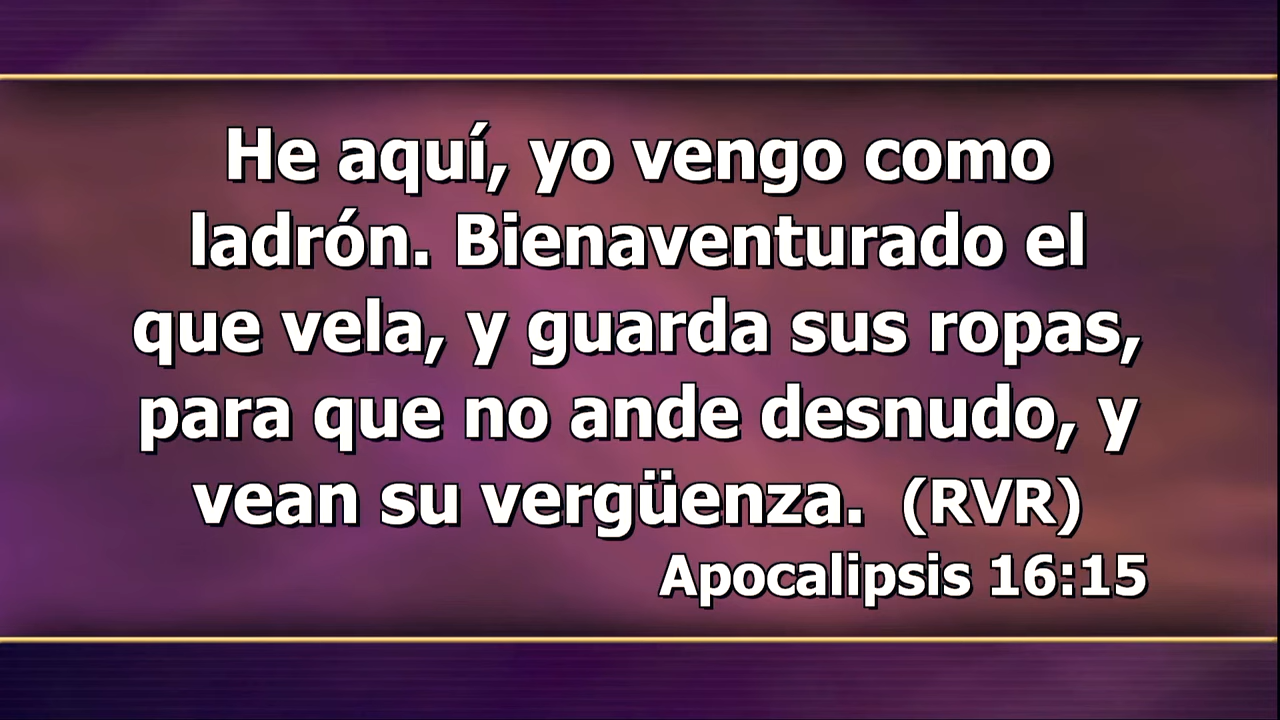 He aquí, yo vengo como
ladrón. Bienaventurado el
que vela, y guarda sus ropas,
para que no ande desnudo, y
vean su vergüenza. (RVR)
Apocalipsis 16:15